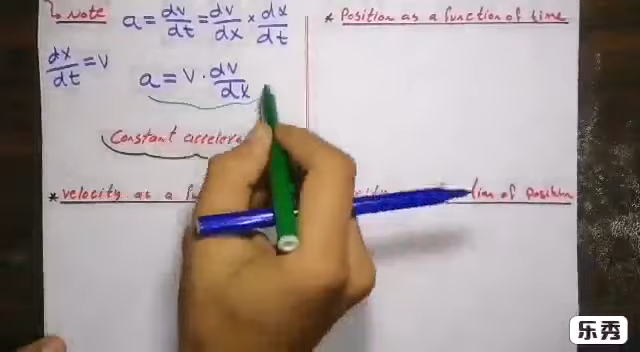 Note
a = dv/dt = dv/dx × dx/dt
dx/dt = v
a = v · dv/dx
Constant
* Position as a function of time
* velocity as a
of position
乐秀